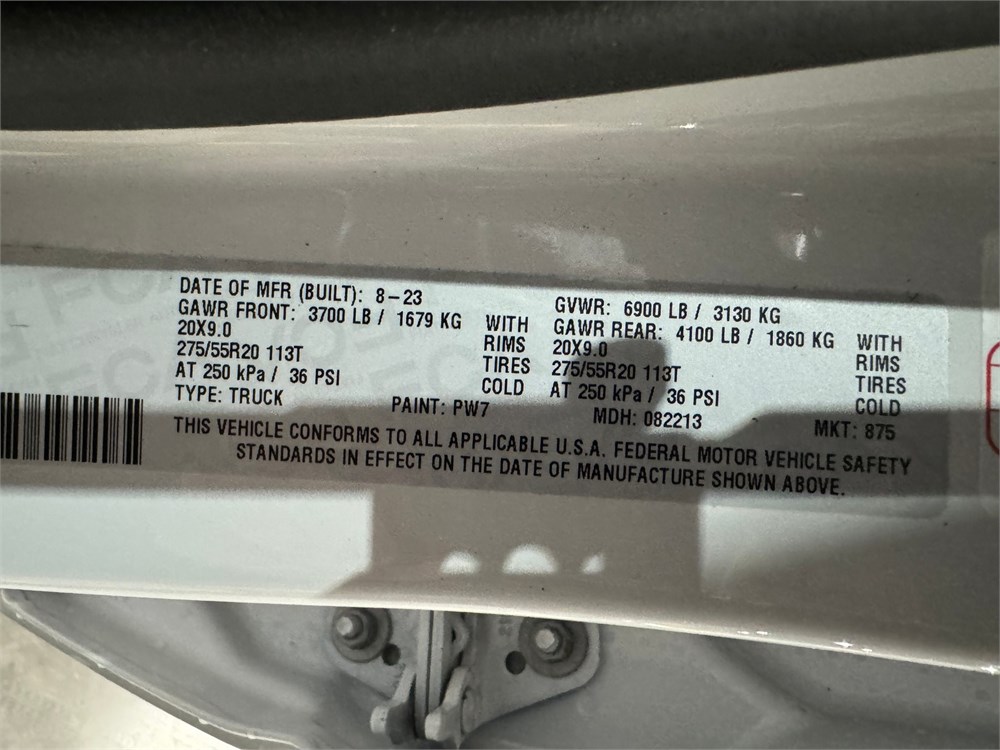 DATE OF MFR (BUILT): 8-23
GVWR: 6900 LB / 3130 KG
GAWR FRONT: 3700 LB / 1679 KG WITH
GAWR REAR: 4100 LB / 1860 KG WITH
20X9.0 RIMS
20X9.0 RIMS
275/55R20 113T TIRES
275/55R20 113T TIRES
AT 250 kPa / 36 PSI COLD
AT 250 kPa / 36 PSI COLD
TYPE: TRUCK PAINT: PW7 MDH: 082213 MKT: 875
THIS VEHICLE CONFORMS TO ALL APPLICABLE U.S.A. FEDERAL MOTOR VEHICLE SAFETY
STANDARDS IN EFFECT ON THE DATE OF MANUFACTURE SHOWN ABOVE.